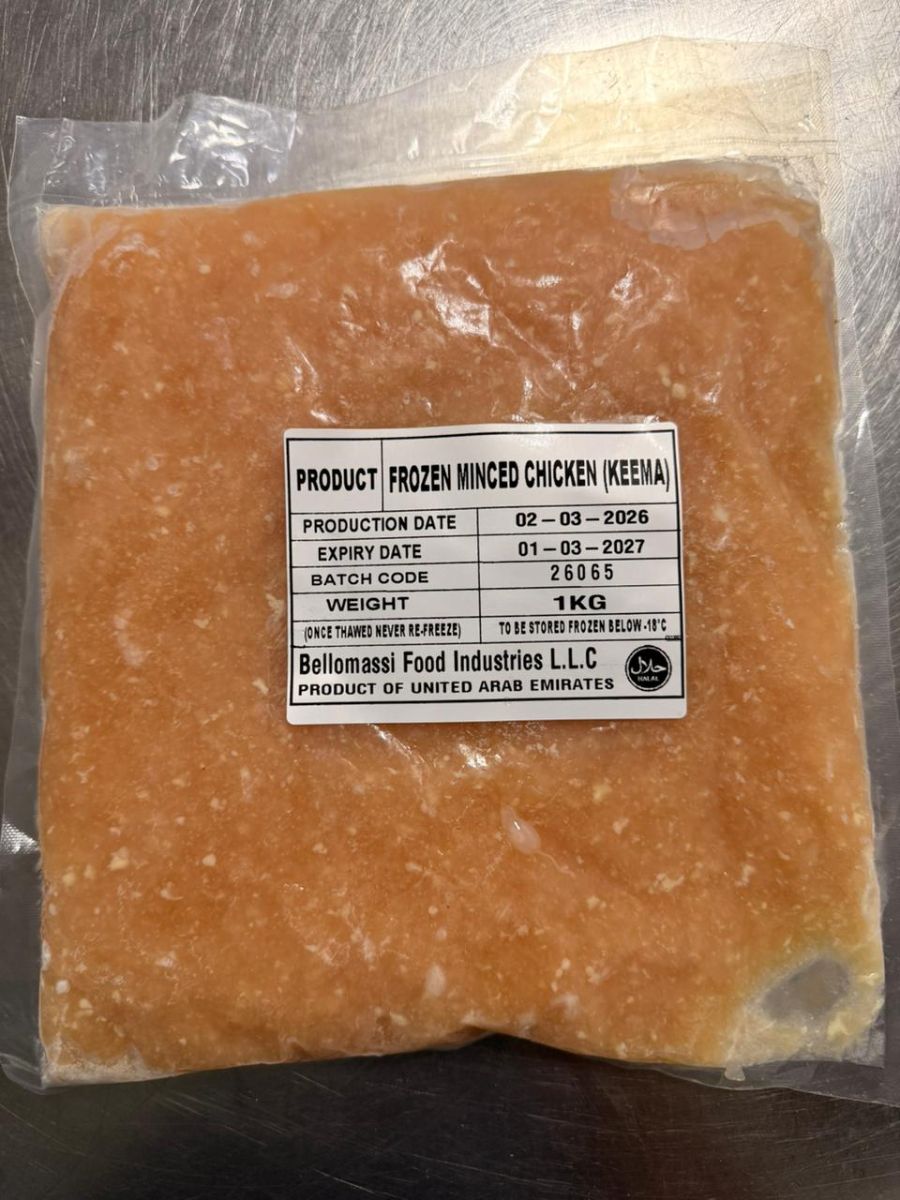 PRODUCT FROZEN MINCED CHICKEN (KEEMA)
PRODUCTION DATE 02-03-2026
EXPIRY DATE 01-03-2027
BATCH CODE 26065
WEIGHT 1KG
(ONCE THAWED NEVER RE-FREEZE) TO BE STORED FROZEN BELOW -18°C
Bellomassi Food Industries L.L.C
حلال
HALAL
PRODUCT OF UNITED ARAB EMIRATES